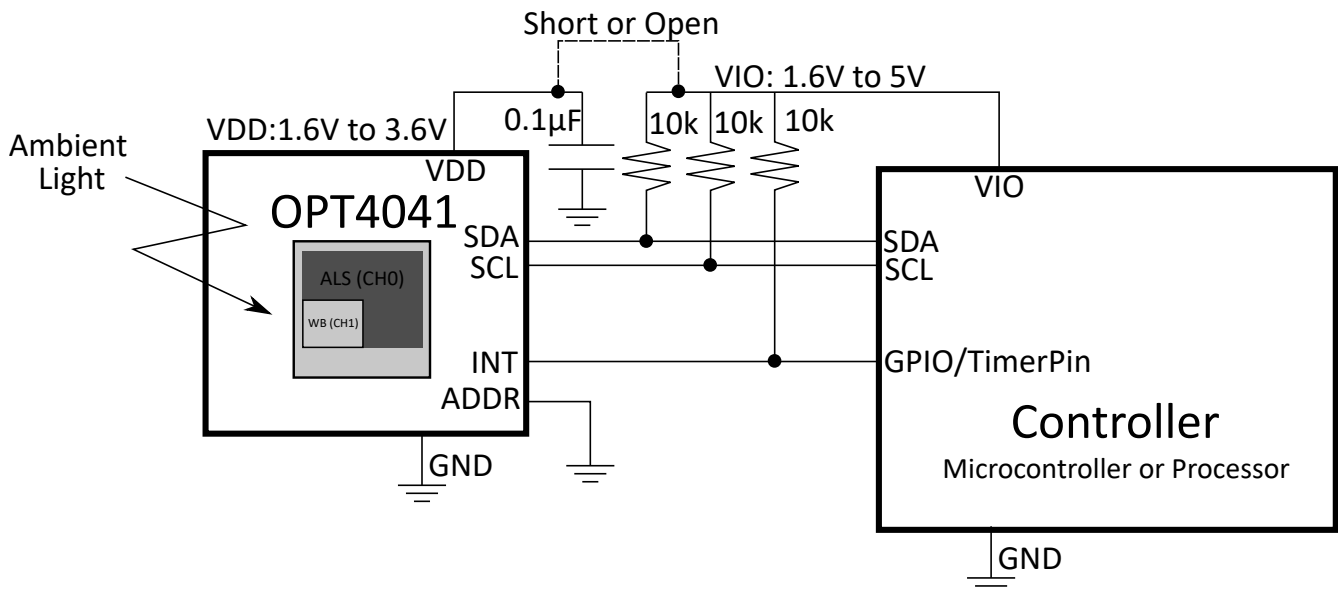 Short or Open
VIO: 1.6V to 5V
VDD:1.6V to 3.6V
0.1µF
10k
10k
10k
Ambient
Light
VDD
OPT4041
ALS (CH0)
WB (CH1)
SDA
SCL
INT
ADDR
GND
VIO
SDA
SCL
GPIO/TimerPin
Controller
Microcontroller or Processor
GND